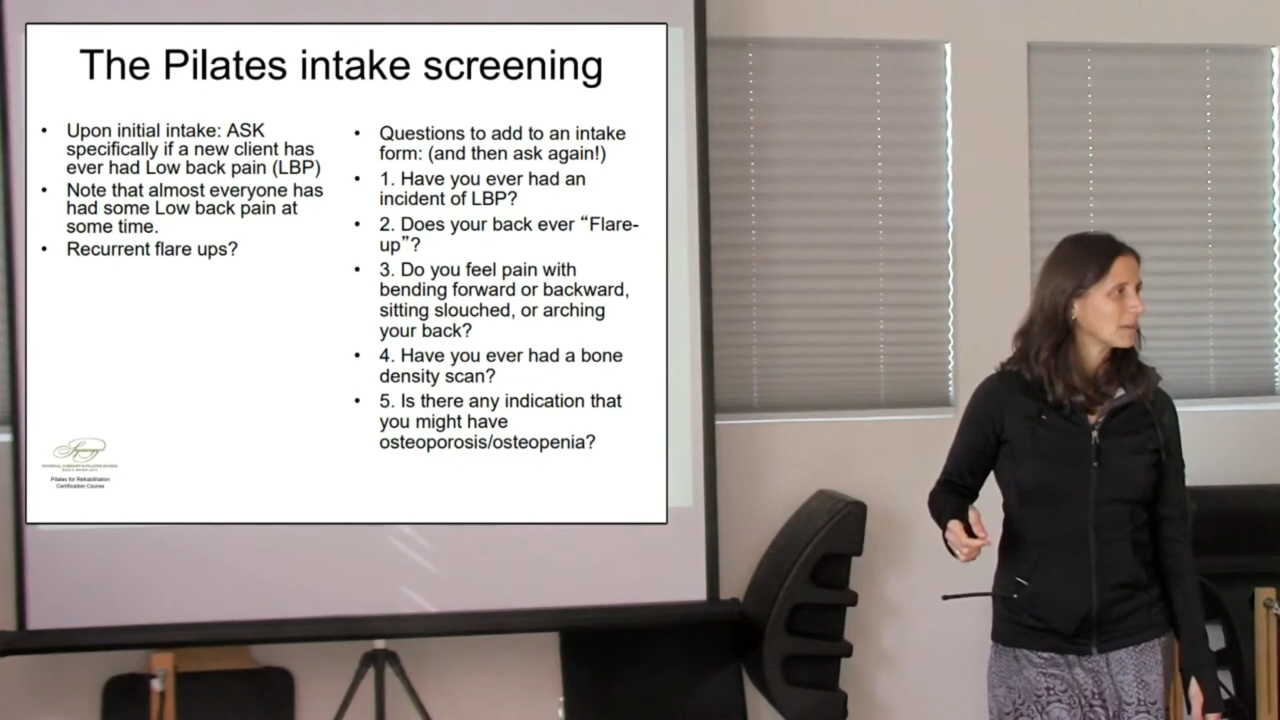 The Pilates intake screening
• Upon initial intake: ASK
specifically if a new client has
ever had Low back pain (LBP)
• Note that almost everyone has
had some Low back pain at
some time.
• Recurrent flare ups?
• Questions to add to an intake
form: (and then ask again!)
• 1. Have you ever had an
incident of LBP?
• 2. Does your back ever “Flare-
up”?
• 3. Do you feel pain with
bending forward or backward,
sitting slouched, or arching
your back?
• 4. Have you ever had a bone
density scan?
• 5. Is there any indication that
you might have
osteoporosis/osteopenia?
Synergy
PHYSICAL THERAPY & PILATES STUDIO
Pilates for Rehabilitation
Certification Course